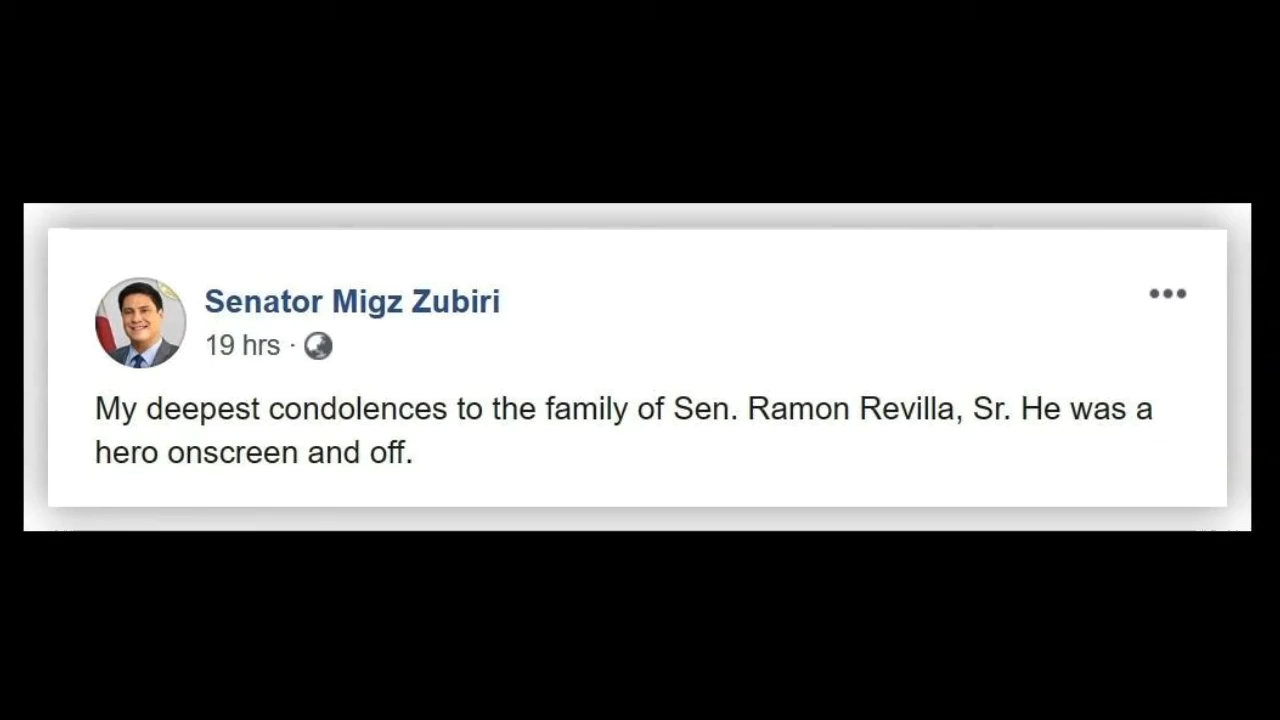 Senator Migz Zubiri
19 hrs ·
My deepest condolences to the family of Sen. Ramon Revilla, Sr. He was a
hero onscreen and off.